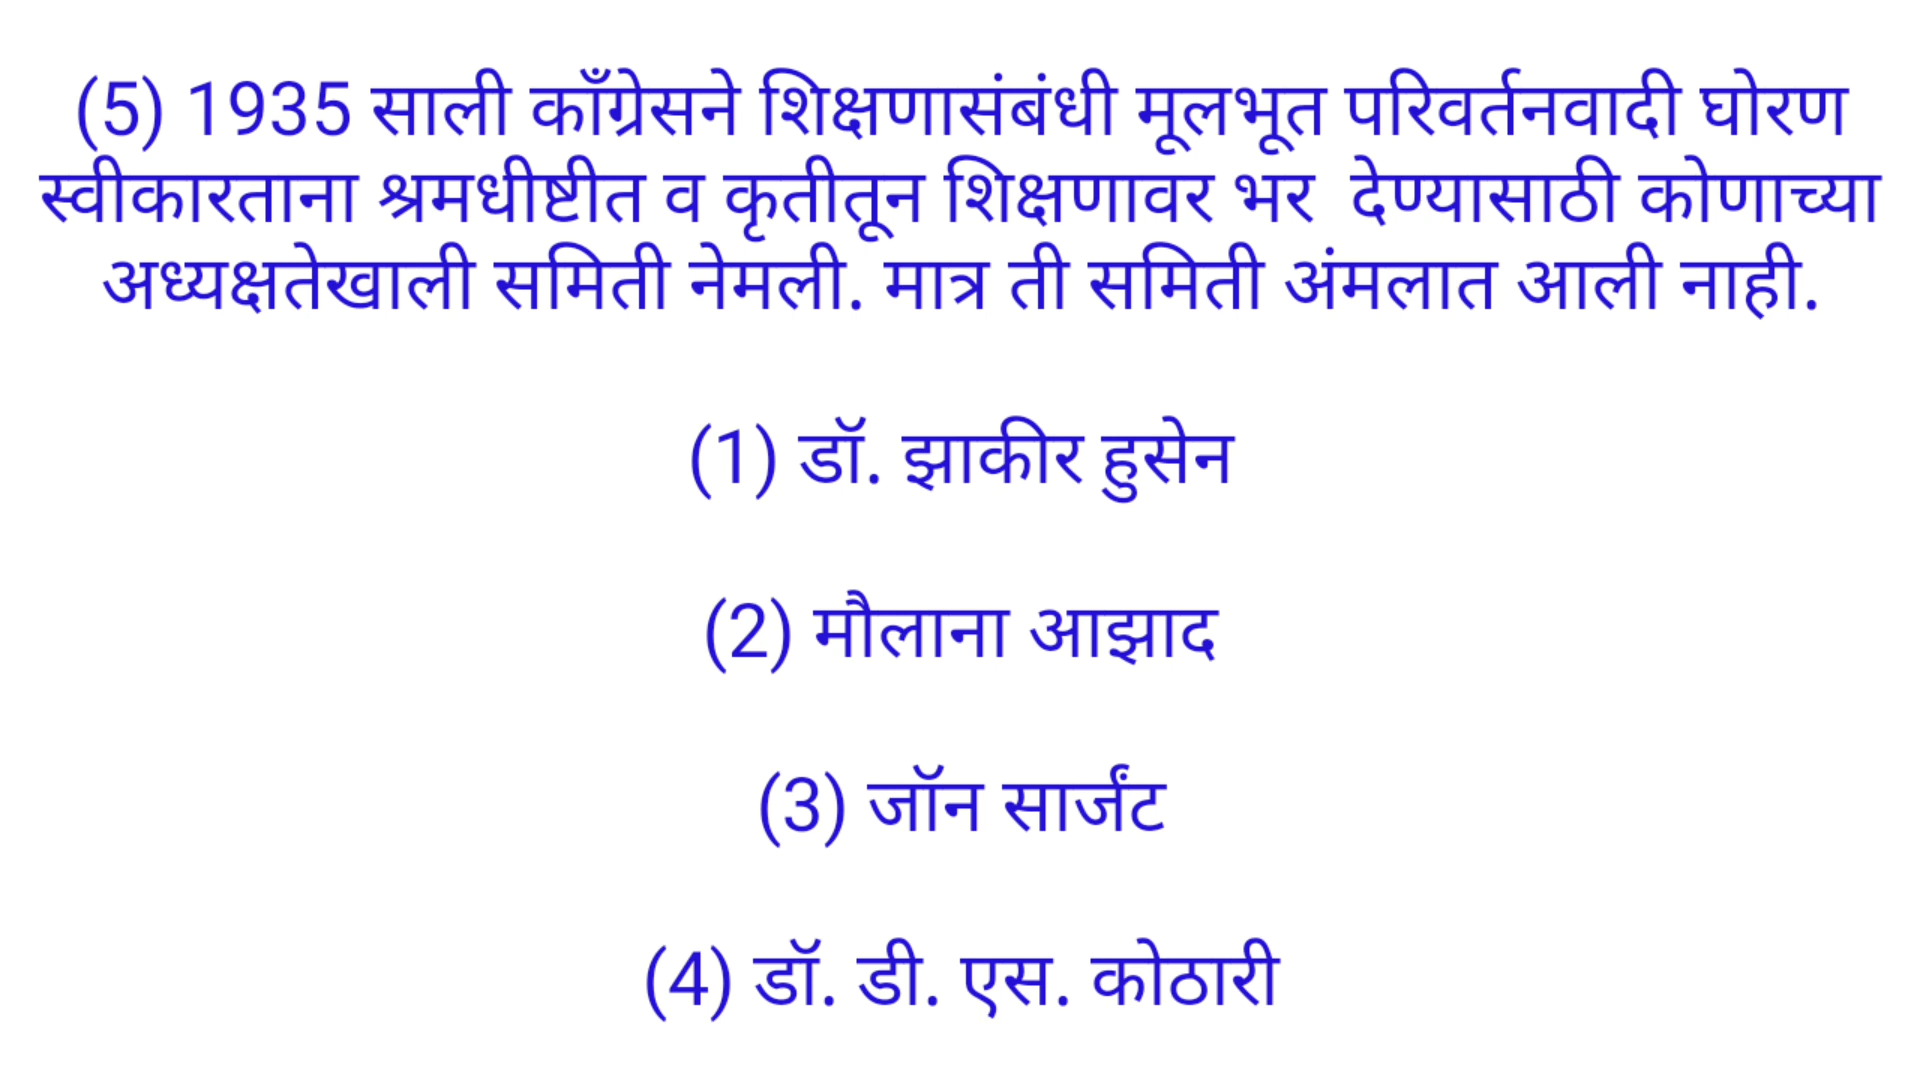 (5) 1935 साली काँग्रेसने शिक्षणासंबंधी मूलभूत परिवर्तनवादी घोरण
स्वीकारताना श्रमधीष्टीत व कृतीतून शिक्षणावर भर देण्यासाठी कोणाच्या
अध्यक्षतेखाली समिती नेमली. मात्र ती समिती अंमलात आली नाही.
(1) डॉ. झाकीर हुसेन
(2) मौलाना आझाद
(3) जॉन सार्जंट
(4) डॉ. डी. एस. कोठारी